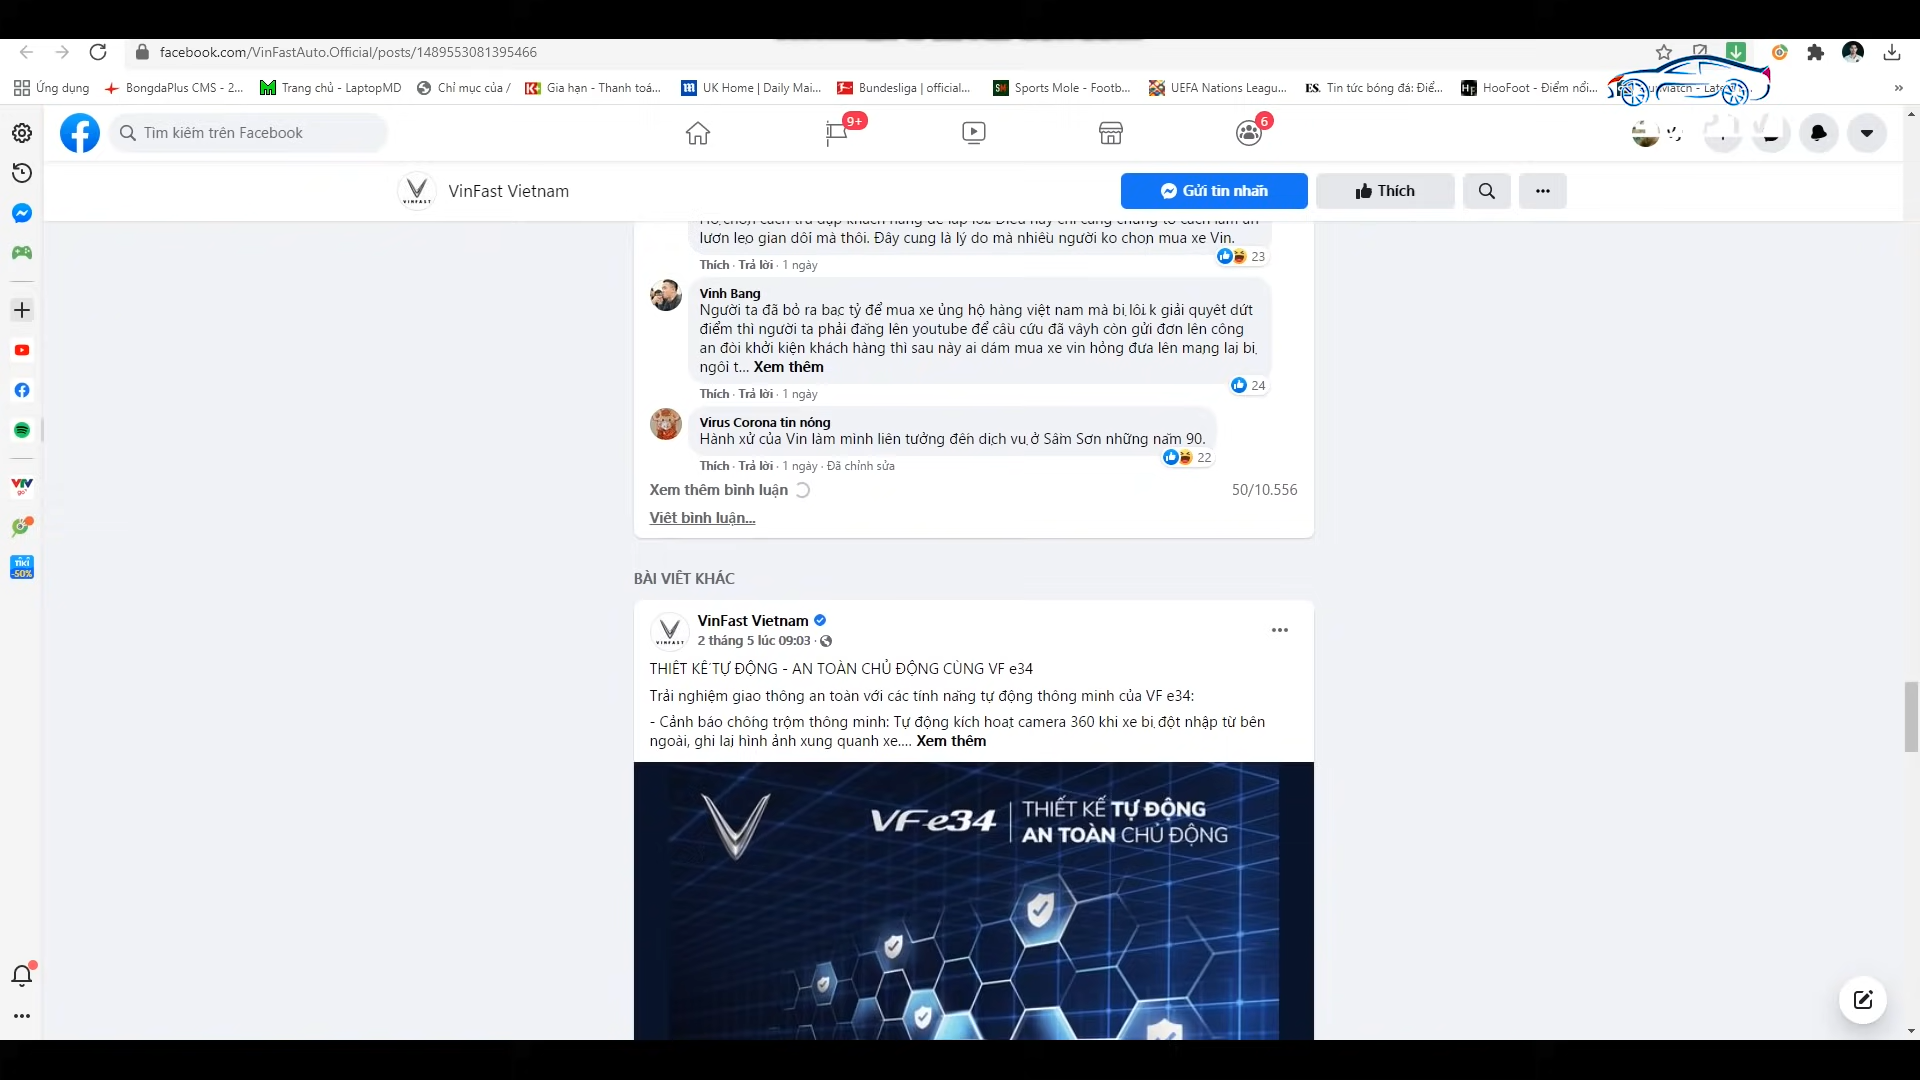 facebook.com/VinFastAuto.Official/posts/1489553081395466
Ứng dụng
BongdaPlus CMS - 2...
Trang chủ - LaptopMD
Chỉ mục của /
Gia hạn - Thanh toá...
UK Home | Daily Mai...
Bundesliga | official...
Sports Mole - Footb...
UEFA Nations Leagu...
ES. Tin tức bóng đá: Điể...
HF HooFoot - Điểm nổi...
Tìm kiếm trên Facebook
9+
6
VINFAST
VinFast Vietnam
Gửi tin nhắn
Thích
lươn lẹo gian dối mà thôi. Đây cũng là lý do mà nhiều người ko chọn mua xe Vin.
23
Thích · Trả lời · 1 ngày
Vinh Bang
Người ta đã bỏ ra bạc tỷ để mua xe ủng hộ hàng việt nam mà bị lỗi k giải quyết dứt
điểm thì người ta phải đăng lên youtube để cầu cứu đã vậyh còn gửi đơn lên công
an đòi khởi kiện khách hàng thì sau này ai dám mua xe vin hỏng đưa lên mạng lại bị
ngồi t... Xem thêm
24
Thích · Trả lời · 1 ngày
Virus Corona tin nóng
Hành xử của Vin làm mình liên tưởng đến dịch vụ ở Sầm Sơn những năm 90.
22
Thích · Trả lời · 1 ngày · Đã chỉnh sửa
Xem thêm bình luận
50/10.556
Viết bình luận...
VTV
go
TIKI
-50%
BÀI VIẾT KHÁC
VinFast Vietnam
VINFAST
2 tháng 5 lúc 09:03 ·
THIẾT KẾ TỰ ĐỘNG - AN TOÀN CHỦ ĐỘNG CÙNG VF e34
Trải nghiệm giao thông an toàn với các tính năng tự động thông minh của VF e34:
- Cảnh báo chống trộm thông minh: Tự động kích hoạt camera 360 khi xe bị đột nhập từ bên
ngoài, ghi lại hình ảnh xung quanh xe.... Xem thêm
VF e34
THIẾT KẾ TỰ ĐỘNG
AN TOÀN CHỦ ĐỘNG